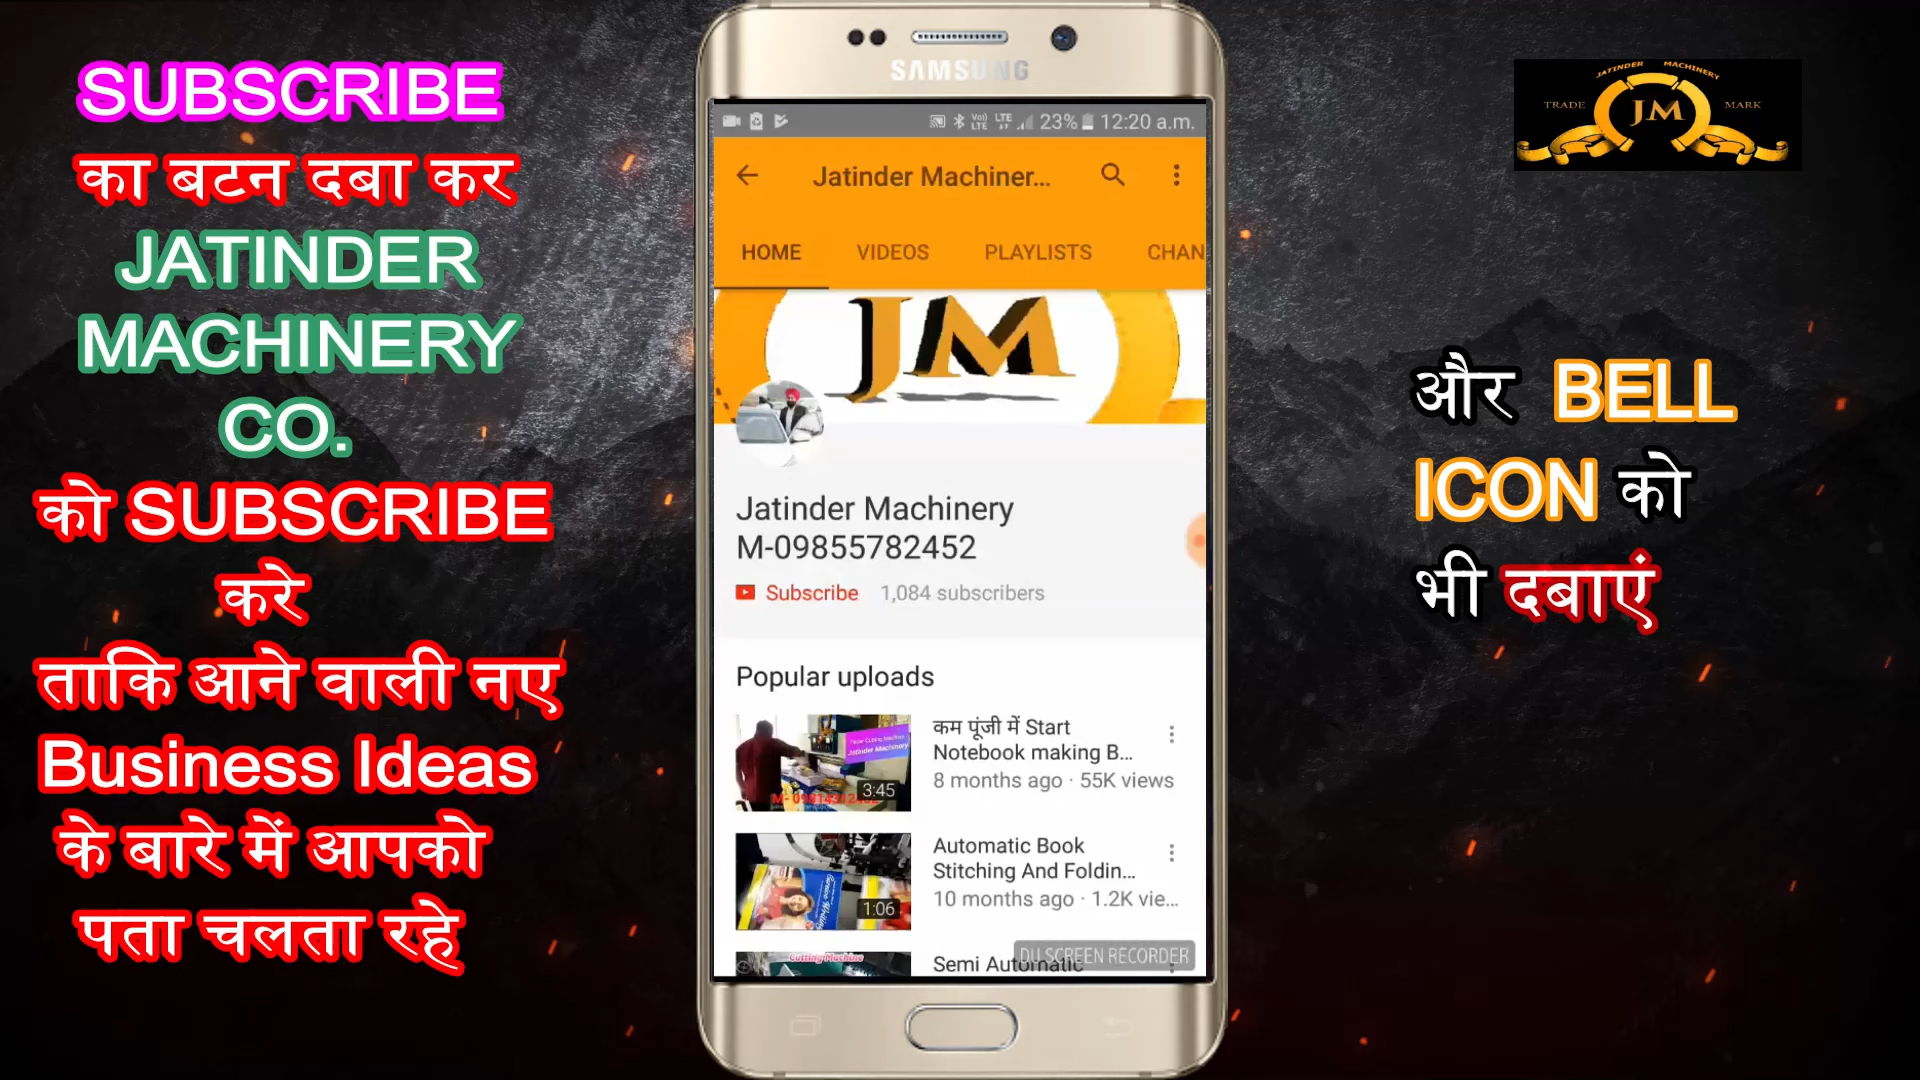 SUBSCRIBE
का बटन दबा कर
JATINDER
MACHINERY
CO.
को SUBSCRIBE
करे
ताकि आने वाली नए
Business Ideas
के बारे में आपको
पता चलता रहे
SAMSUNG
23% 12:20 a.m.
Jatinder Machiner...
HOME VIDEOS PLAYLISTS CHAN
JM
Jatinder Machinery
M-09855782452
Subscribe 1,084 subscribers
Popular uploads
3:45
कम पूंजी में Start
Notebook making B...
8 months ago · 55K views
1:06
Automatic Book
Stitching And Foldin...
10 months ago · 1.2K vie...
Cutting Machine
Semi Automatic
DU SCREEN RECORDER
JATINDER MACHINERY
TRADE JM MARK
और BELL
ICON को
भी दबाएं